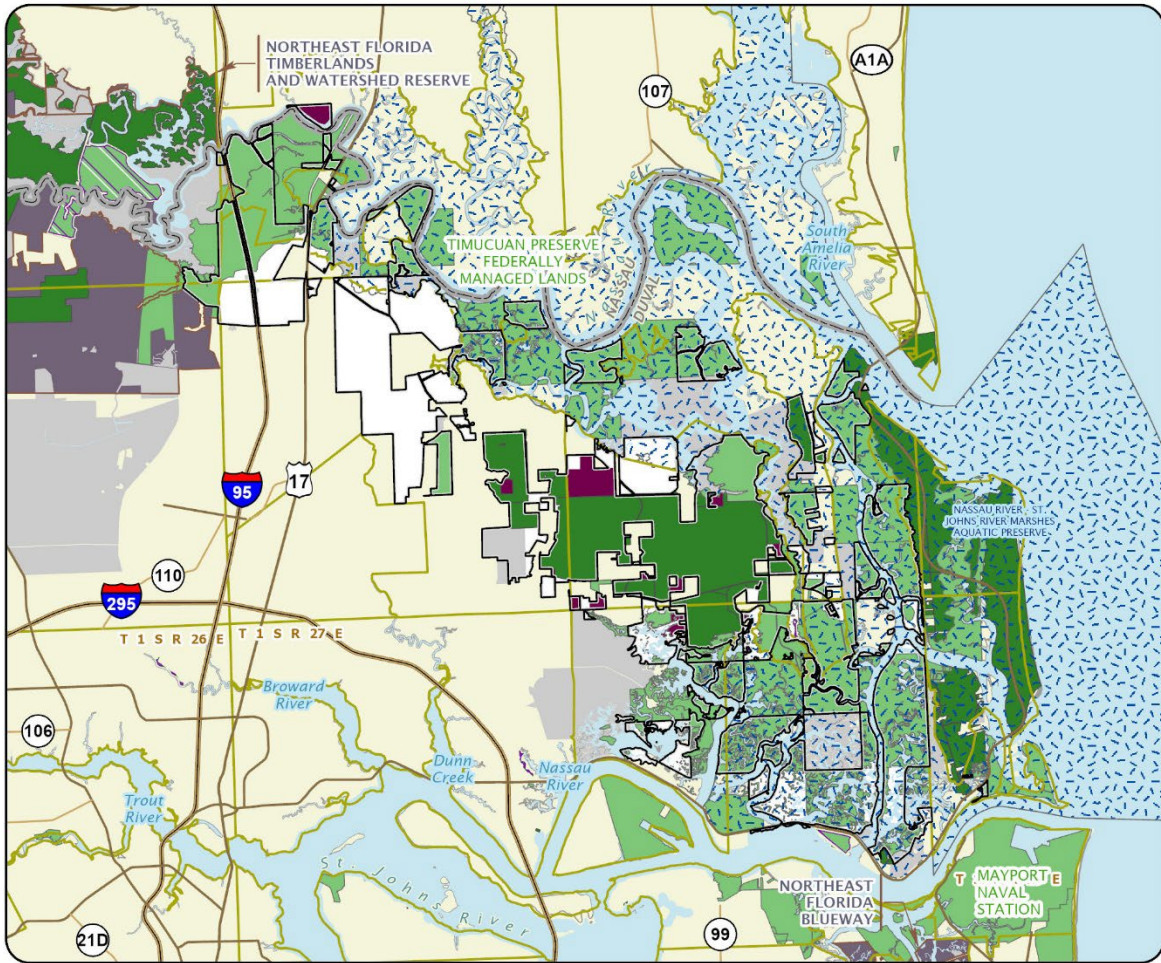 NORTHEAST FLORIDA
TIMBERLANDS
AND WATERSHED RESERVE
A1A
107
South
Amelia
River
TIMUCUAN PRESERVE
FEDERALLY
MANAGED LANDS
River
NASSAU
DUVAL
95
17
NASSAU RIVER - ST.
JOHNS RIVER MARSHES
AQUATIC PRESERVE
110
295
T 1 S R 26 E
T 1 S R 27 E
Broward
River
106
Dunn
Creek
Nassau
River
Trout
River
St. Johns River
NORTHEAST
FLORIDA
BLUEWAY
T
E
MAYPORT
NAVAL
STATION
21D
99